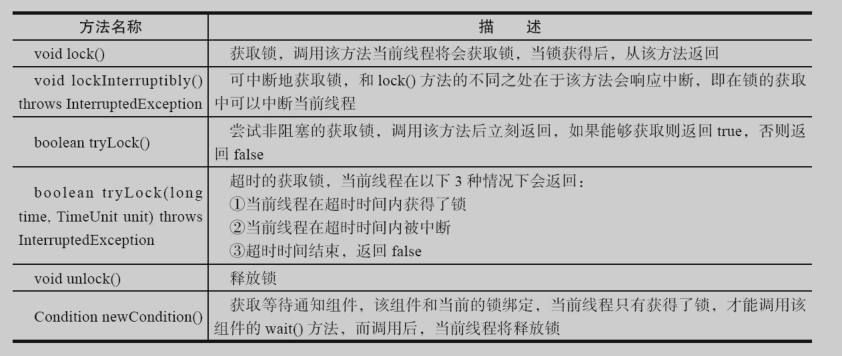 方法名称 描 述
void lock() 获取锁，调用该方法当前线程将会获取锁，当锁获得后，从该方法返回
void lockInterruptibly() 可中断地获取锁，和 lock() 方法的不同之处在于该方法会响应中断，即在锁的获取
throws InterruptedException 中可以中断当前线程
boolean tryLock() 尝试非阻塞的获取锁，调用该方法后立刻返回，如果能够获取则返回 true，否则返
回 false
boolean tryLock(long
time, TimeUnit unit) throws
InterruptedException
超时的获取锁，当前线程在以下 3 种情况下会返回：
①当前线程在超时时间内获得了锁
②当前线程在超时时间内被中断
③超时时间结束，返回 false
void unlock() 释放锁
Condition newCondition() 获取等待通知组件，该组件和当前的锁绑定，当前线程只有获得了锁，才能调用该
组件的 wait() 方法，而调用后，当前线程将释放锁